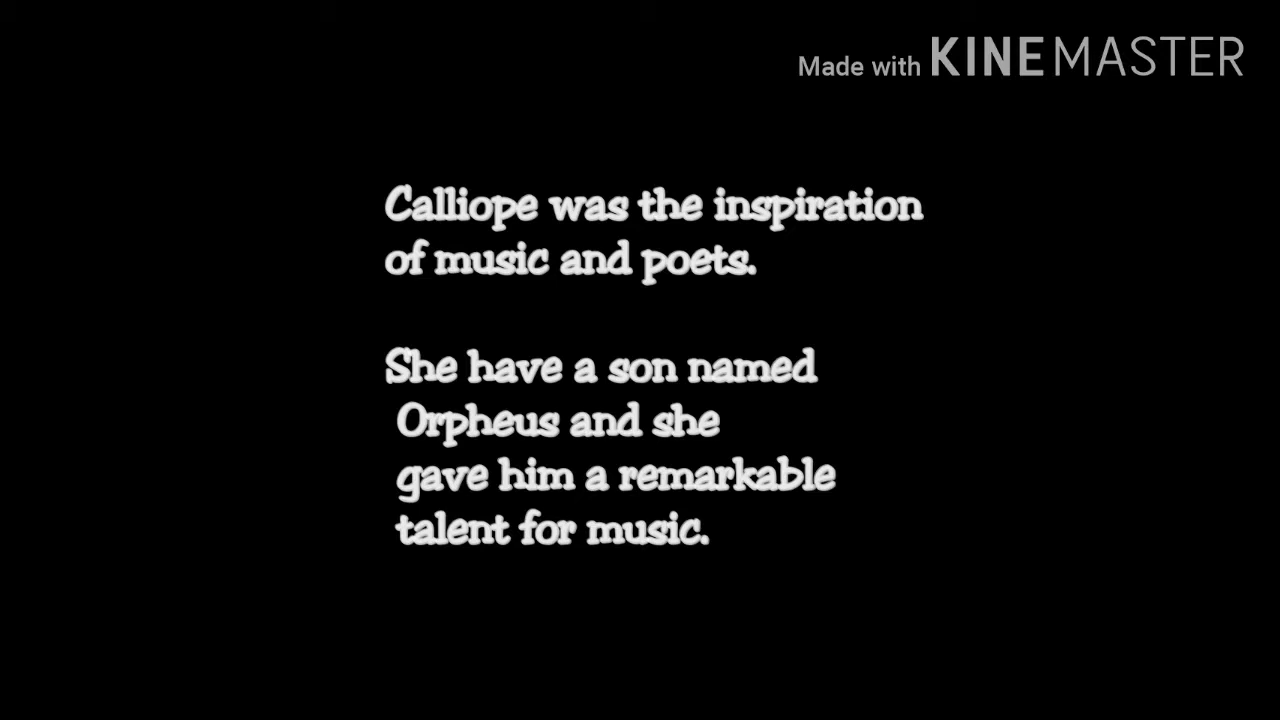 Made with KINEMASTER
Calliope was the inspiration
of music and poets.
She have a son named
Orpheus and she
gave him a remarkable
talent for music.